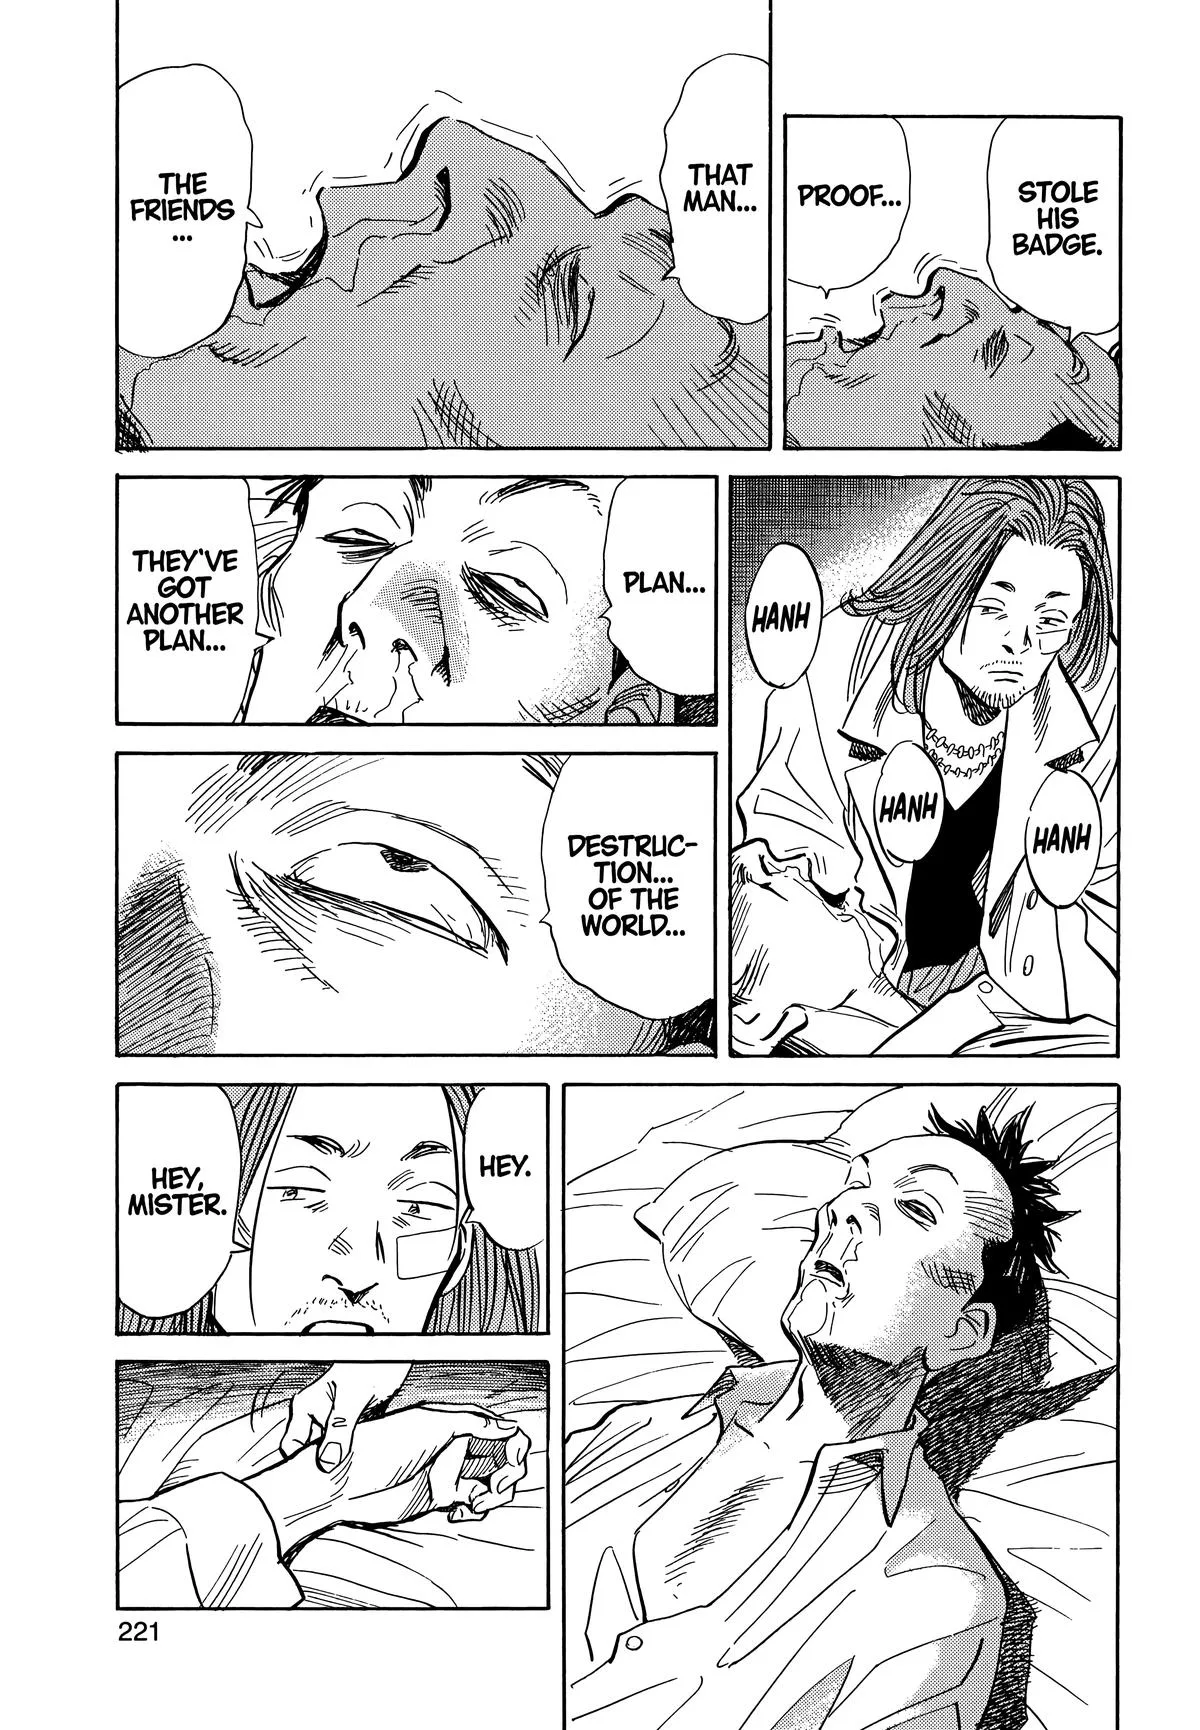 STOLE
HIS
BADGE.
PROOF...
THAT
MAN...
THE
FRIENDS
...
HANH
HANH
HANH
PLAN...
THEY'VE
GOT
ANOTHER
PLAN...
DESTRUC-
TION...
OF THE
WORLD...
HEY.
HEY,
MISTER.
221